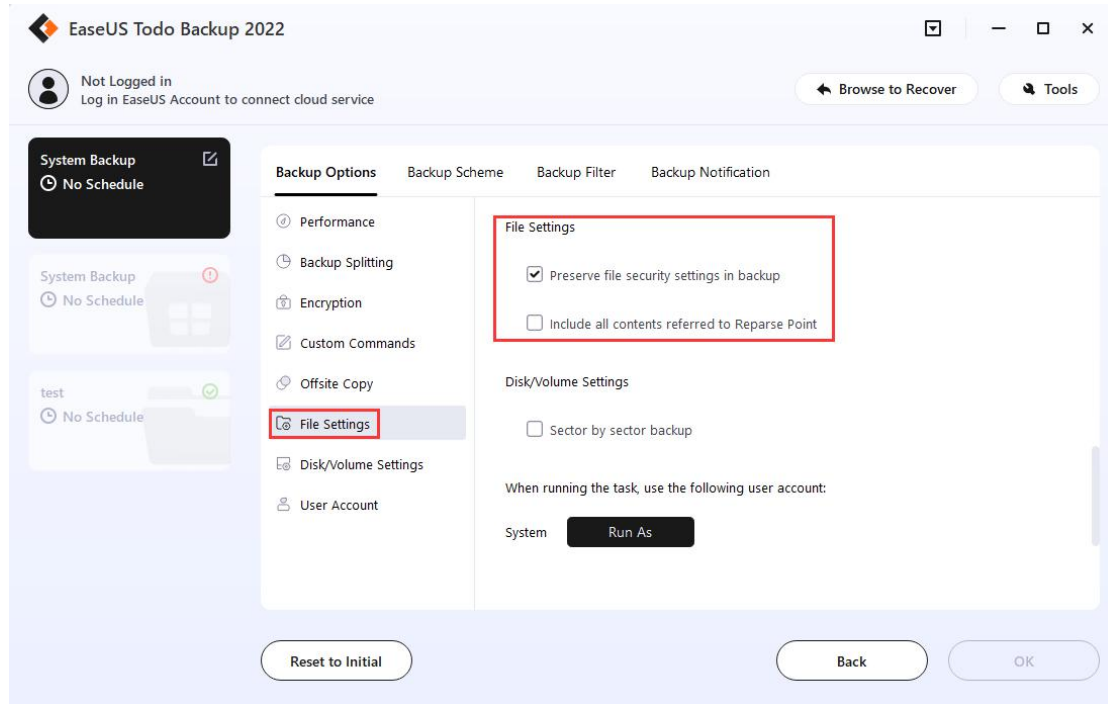 EaseUS Todo Backup 2022
Not Logged in
Log in EaseUS Account to connect cloud service
Browse to Recover
Tools
System Backup
No Schedule
System Backup
No Schedule
test
No Schedule
Backup Options
Backup Scheme
Backup Filter
Backup Notification
Performance
Backup Splitting
Encryption
Custom Commands
Offsite Copy
File Settings
Disk/Volume Settings
User Account
File Settings
Preserve file security settings in backup
Include all contents referred to Reparse Point
Disk/Volume Settings
Sector by sector backup
When running the task, use the following user account:
System
Run As
Reset to Initial
Back
OK